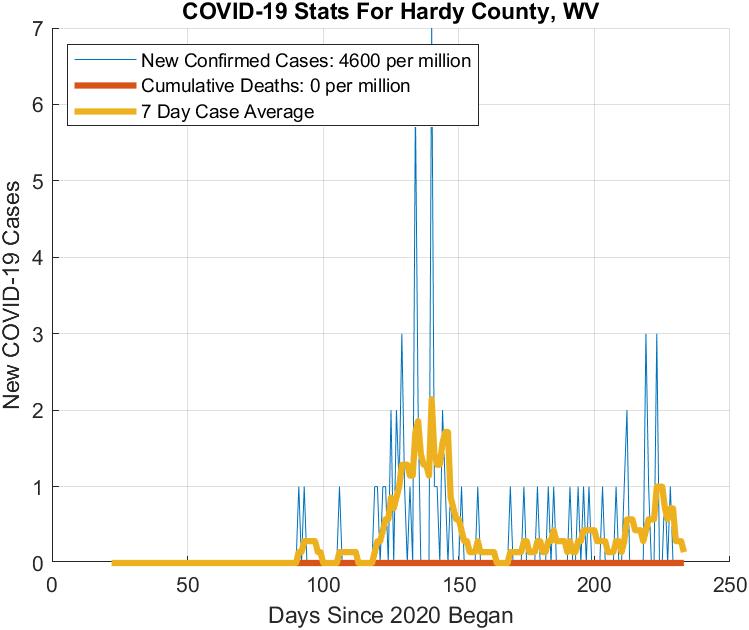 COVID-19 Stats For Hardy County, WV
New Confirmed Cases: 4600 per million
Cumulative Deaths: 0 per million
7 Day Case Average
New COVID-19 Cases
7
6
5
4
3
2
1
0
0 50 100 150 200 250
Days Since 2020 Began